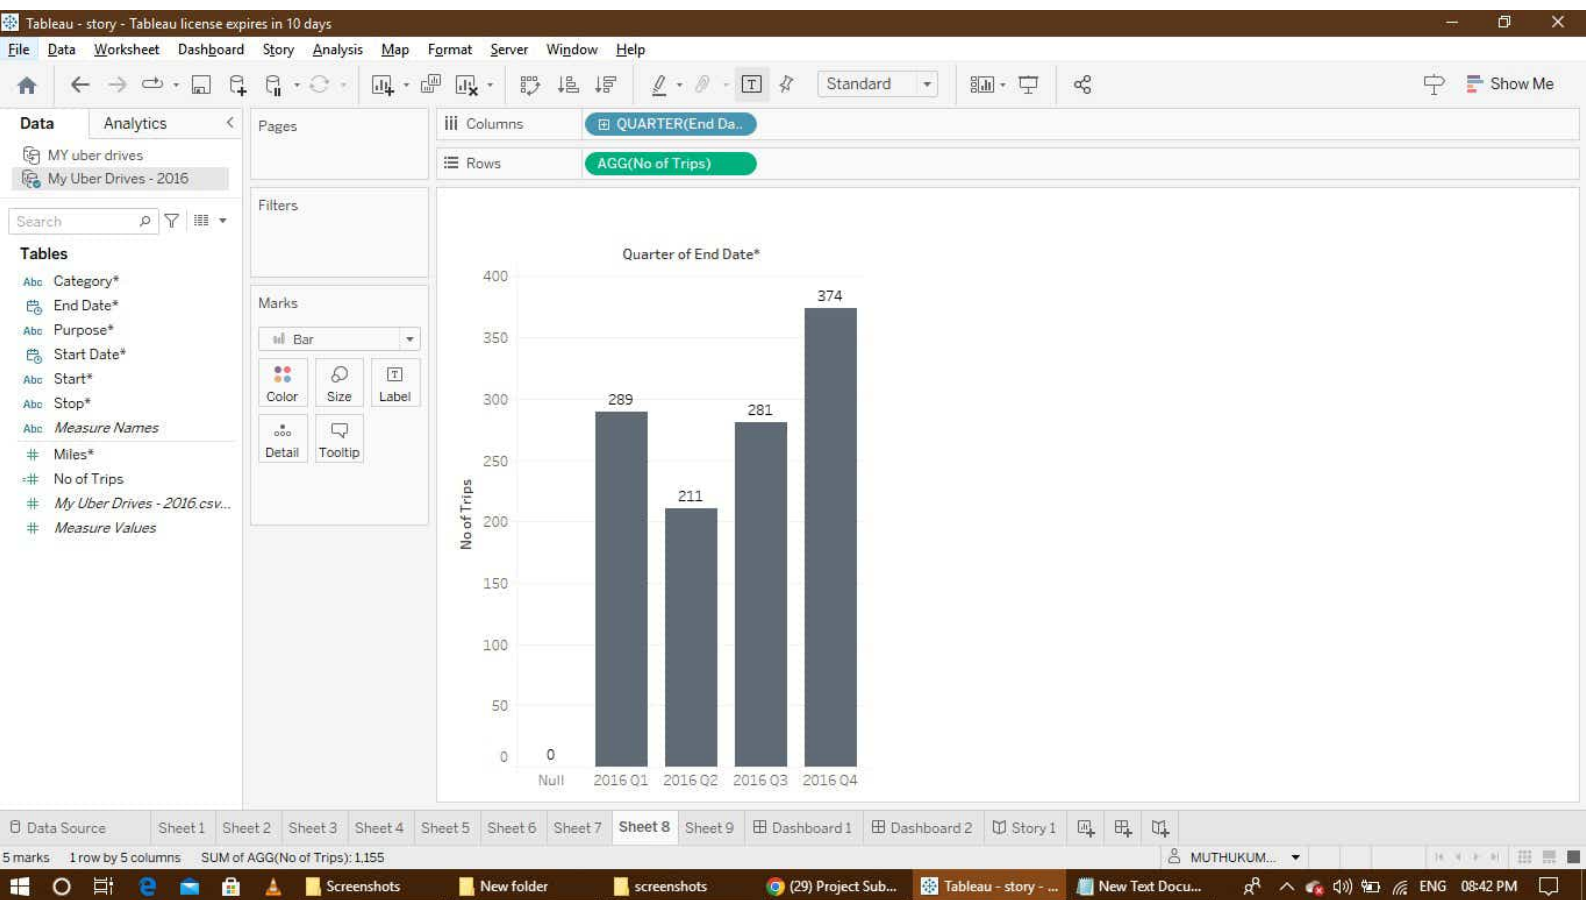 Tableau - story - Tableau license expires in 10 days
File Data Worksheet Dashboard Story Analysis Map Format Server Window Help
Standard
Show Me
Data Analytics
MY uber drives
My Uber Drives - 2016
Search
Tables
Abc Category*
End Date*
Abc Purpose*
Start Date*
Abc Start*
Abc Stop*
Abc Measure Names
# Miles*
=# No of Trips
# My Uber Drives - 2016.csv...
# Measure Values
Pages
Filters
Marks
Bar
Color Size Label
Detail Tooltip
Columns QUARTER(End Da..
Rows AGG(No of Trips)
Quarter of End Date*
No of Trips
400
350
300
250
200
150
100
50
0
0 289 211 281 374
Null 2016 Q1 2016 Q2 2016 Q3 2016 Q4
Data Source Sheet 1 Sheet 2 Sheet 3 Sheet 4 Sheet 5 Sheet 6 Sheet 7 Sheet 8 Sheet 9 Dashboard 1 Dashboard 2 Story 1
5 marks 1 row by 5 columns SUM of AGG(No of Trips): 1,155 MUTHUKUM...
Screenshots New folder screenshots (29) Project Sub... Tableau - story - ... New Text Docu... ENG 08:42 PM